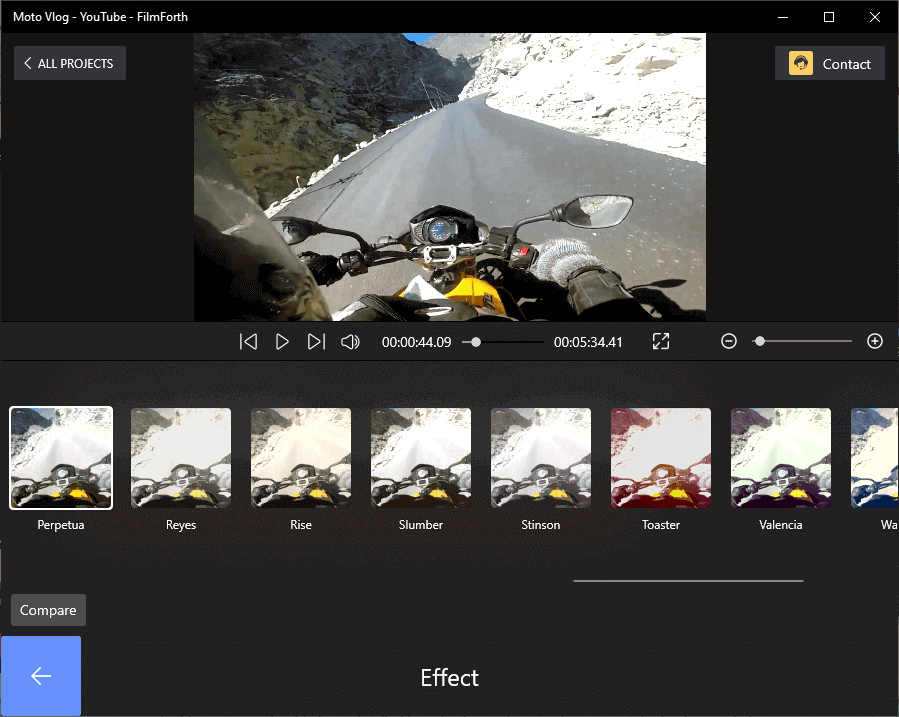 Moto Vlog - YouTube - FilmForth
ALL PROJECTS
Contact
00:00:44.09
00:05:34.41
Perpetua
Reyes
Rise
Slumber
Stinson
Toaster
Valencia
Wa
Compare
Effect